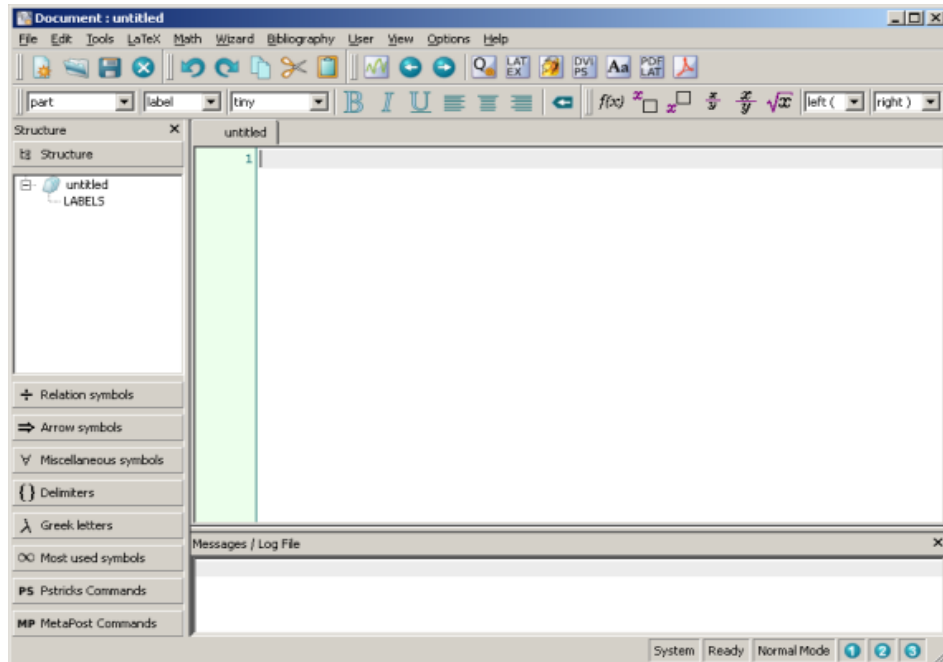 Document : untitled
File Edit Tools LaTeX Math Wizard Bibliography User View Options Help
Q LAT EX DVI PS Aa PDF LAT
part label tiny B I U f(x) x x x y x y √x left ( right )
Structure × untitled
Structure 1
untitled
LABELS
÷ Relation symbols
⇒ Arrow symbols
∀ Miscellaneous symbols
{} Delimiters
λ Greek letters
Messages / Log File ×
∞ Most used symbols
PS Pstricks Commands
MP MetaPost Commands
System Ready Normal Mode 1 2 3